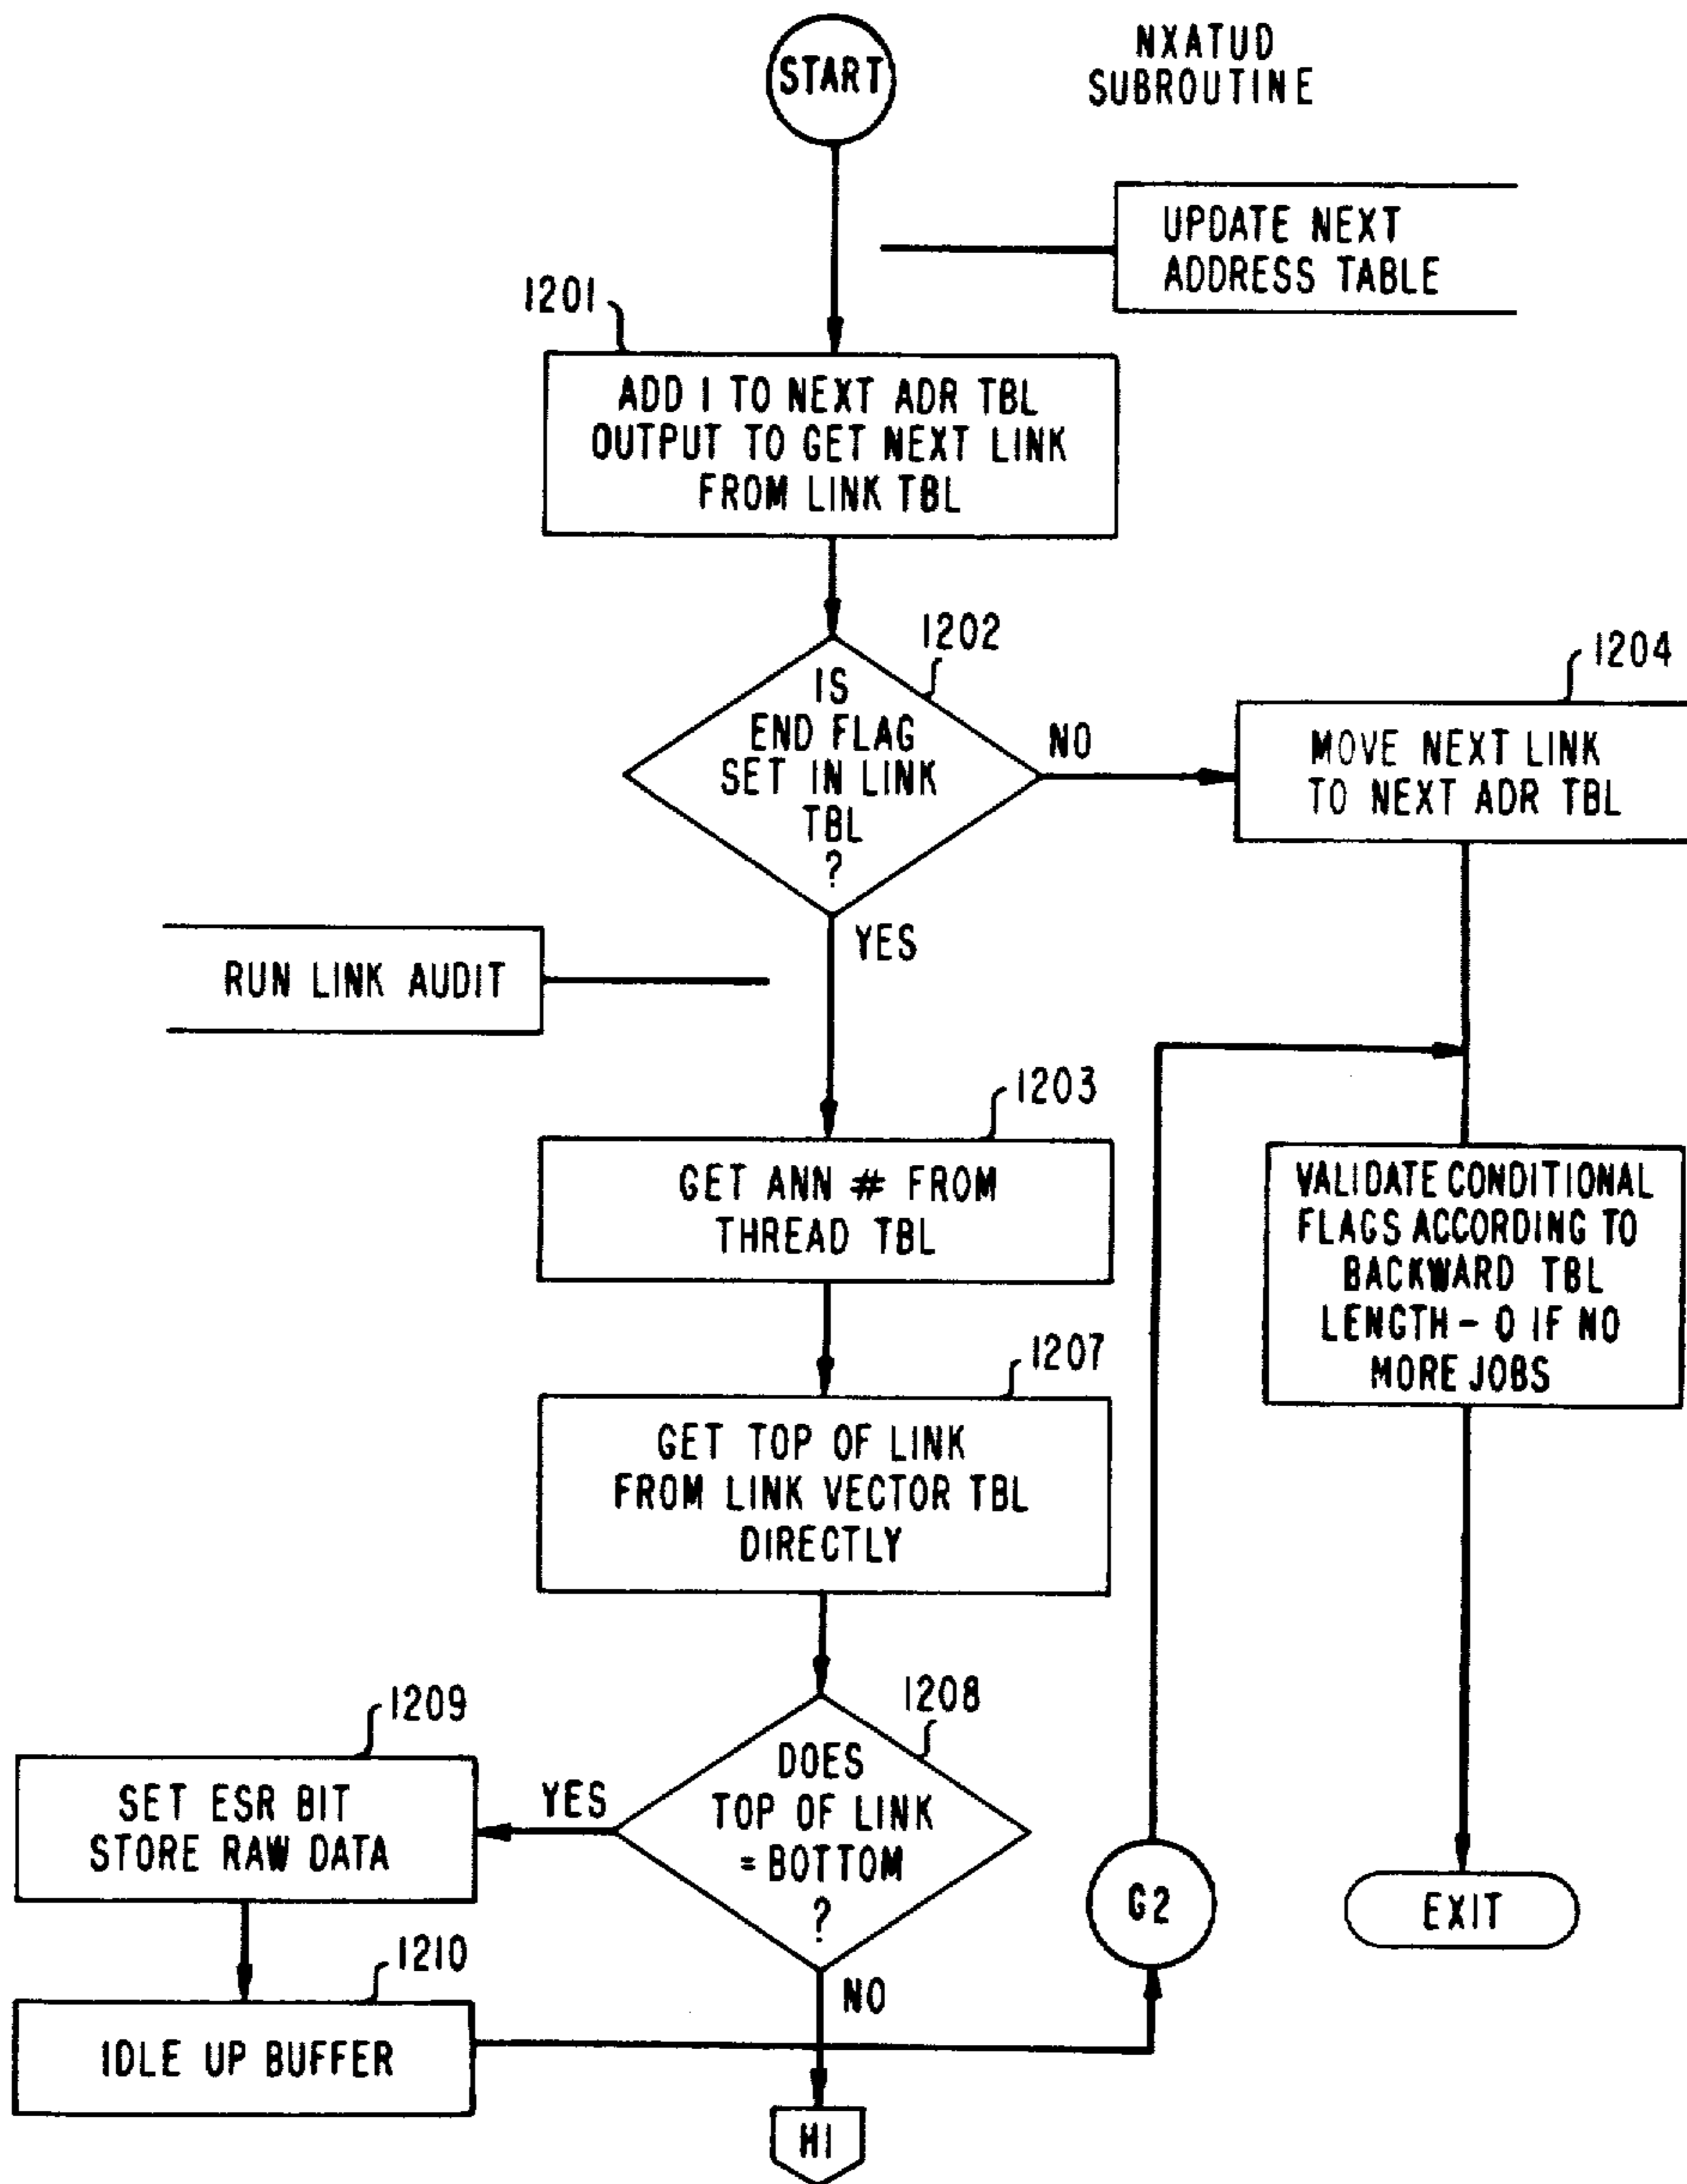 START
NXATUD
SUBROUTINE
UPDATE NEXT
ADDRESS TABLE
1201
ADD 1 TO NEXT ADR TBL
OUTPUT TO GET NEXT LINK
FROM LINK TBL
1202
IS
END FLAG
SET IN LINK
TBL
?
NO
1204
MOVE NEXT LINK
TO NEXT ADR TBL
YES
RUN LINK AUDIT
1203
GET ANN # FROM
THREAD TBL
VALIDATE CONDITIONAL
FLAGS ACCORDING TO
BACKWARD TBL
LENGTH - 0 IF NO
MORE JOBS
1207
GET TOP OF LINK
FROM LINK VECTOR TBL
DIRECTLY
1208
DOES
TOP OF LINK
= BOTTOM
?
YES
1209
SET ESR BIT
STORE RAW DATA
G2
EXIT
1210
IDLE UP BUFFER
NO
H1